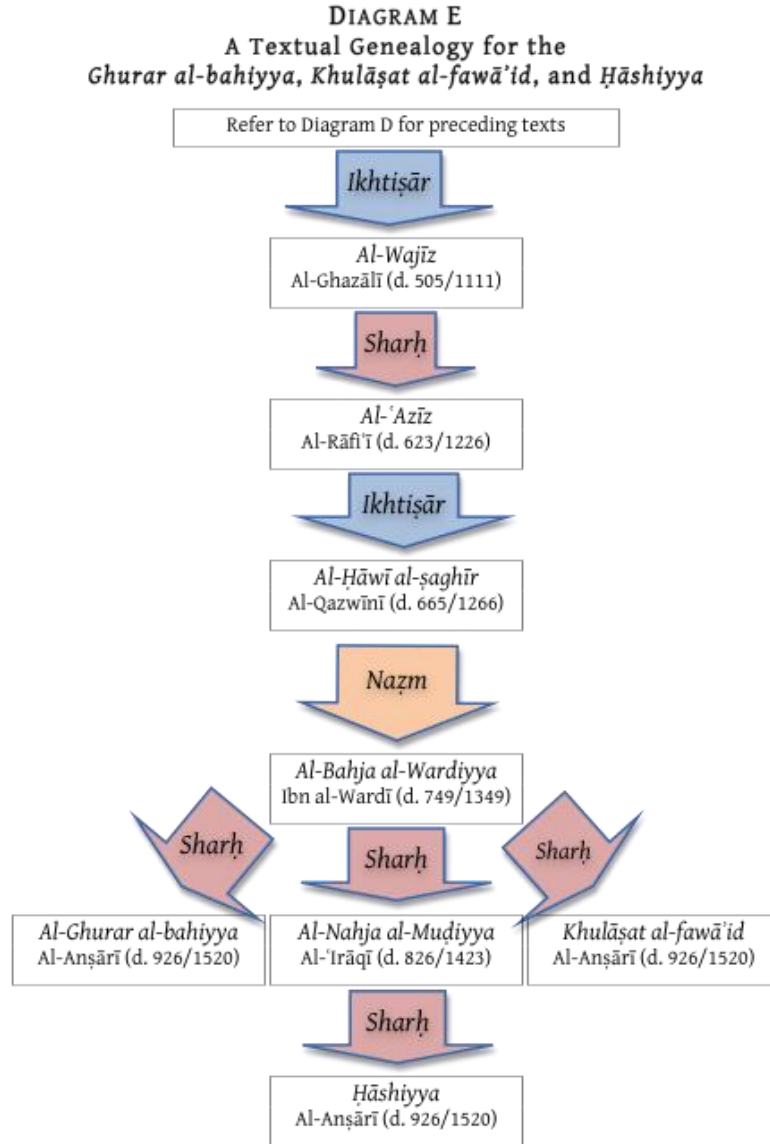 DIAGRAM E
A Textual Genealogy for the
Ghurar al-bahiyya, Khulāṣat al-fawā’id, and Ḥāshiyya
Refer to Diagram D for preceding texts
Ikhtiṣār
Al-Wajīz
Al-Ghazālī (d. 505/1111)
Sharḥ
Al-ʿAzīz
Al-Rāfiʿī (d. 623/1226)
Ikhtiṣār
Al-Ḥāwī al-ṣaghīr
Al-Qazwīnī (d. 665/1266)
Naẓm
Al-Bahja al-Wardiyya
Ibn al-Wardī (d. 749/1349)
Sharḥ
Sharḥ
Sharḥ
Al-Ghurar al-bahiyya
Al-Anṣārī (d. 926/1520)
Al-Nahja al-Muḍiyya
Al-ʿIrāqī (d. 826/1423)
Khulāṣat al-fawāʾid
Al-Anṣārī (d. 926/1520)
Sharḥ
Ḥāshiyya
Al-Anṣārī (d. 926/1520)